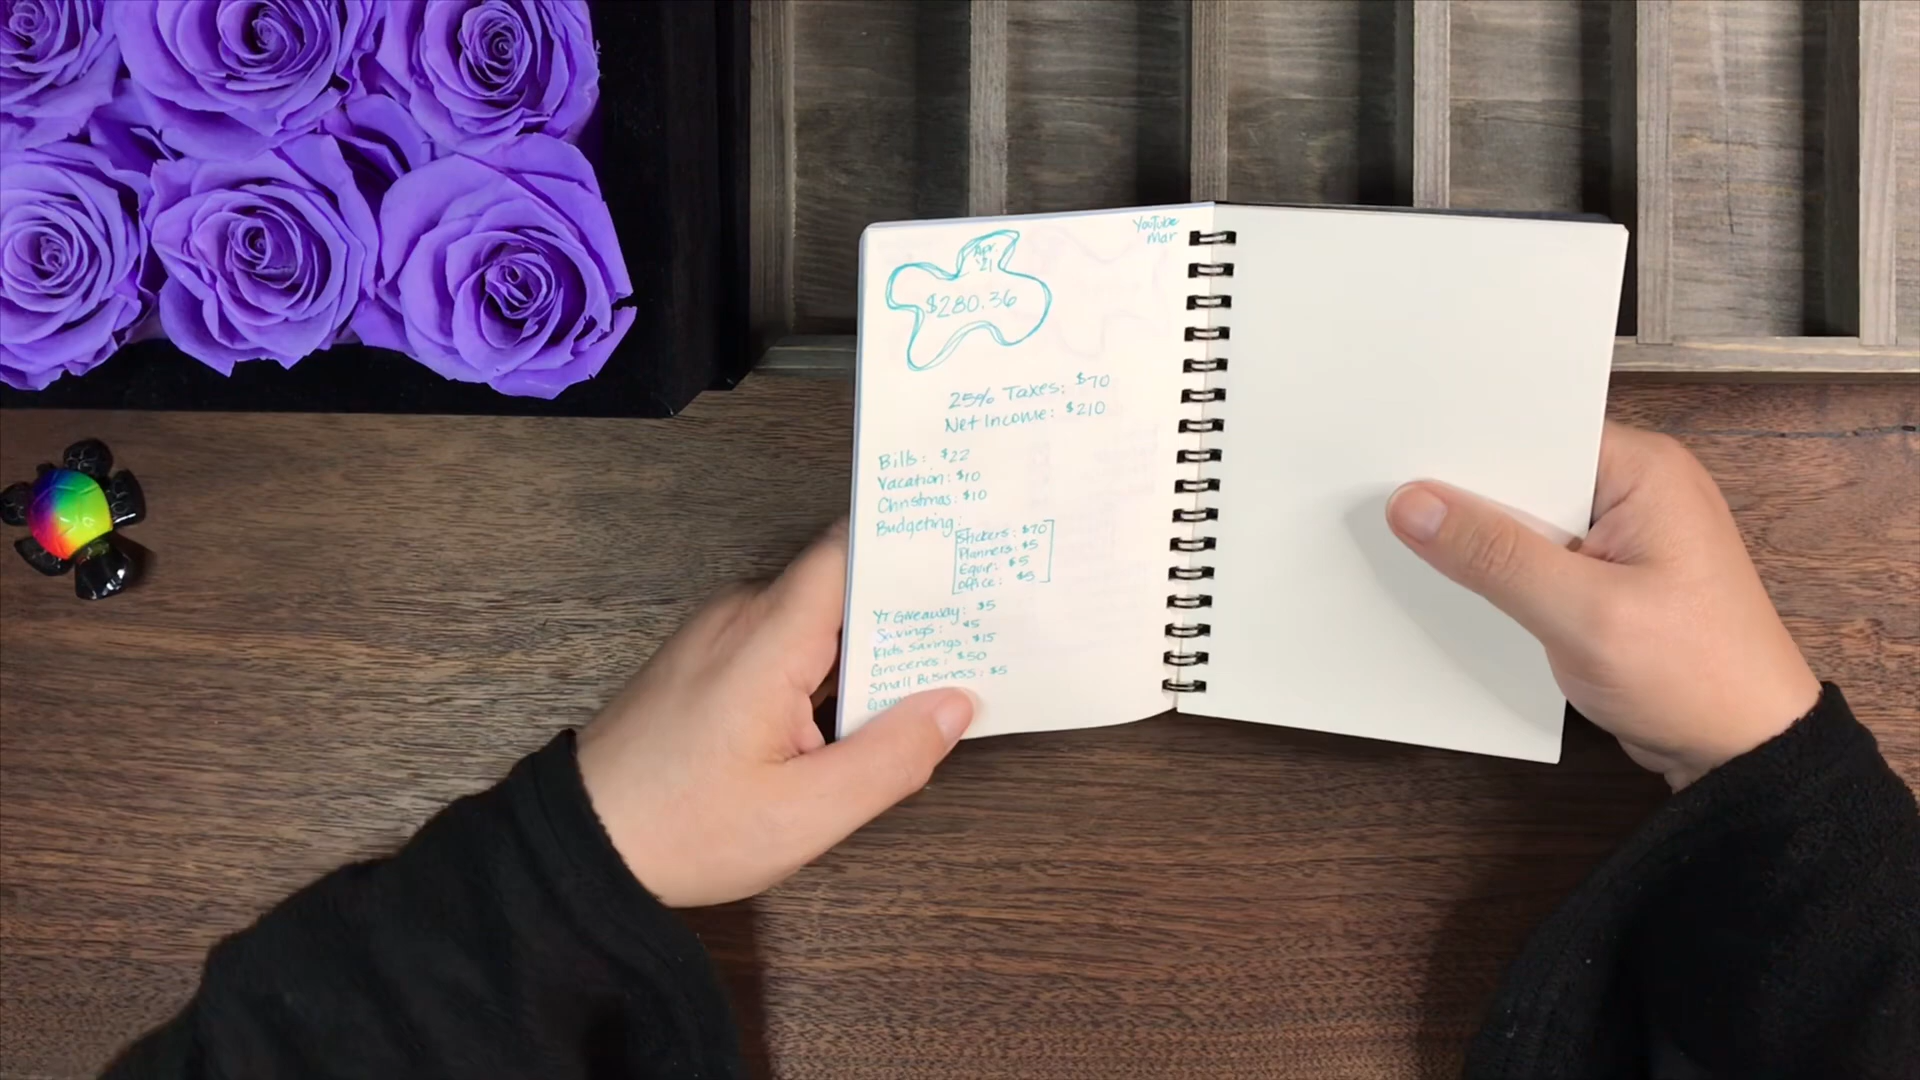 YouTube
Mar
Apr.
'21
$280.36
25% Taxes: $70
Net Income: $210
Bills: $22
Vacation: $10
Christmas: $10
Budgeting:
Stickers: $70
Planners: $5
Equip: $5
Office: $5
YT Giveaway: $5
Savings: $5
Kids Savings: $15
Groceries: $50
Small Business: $5